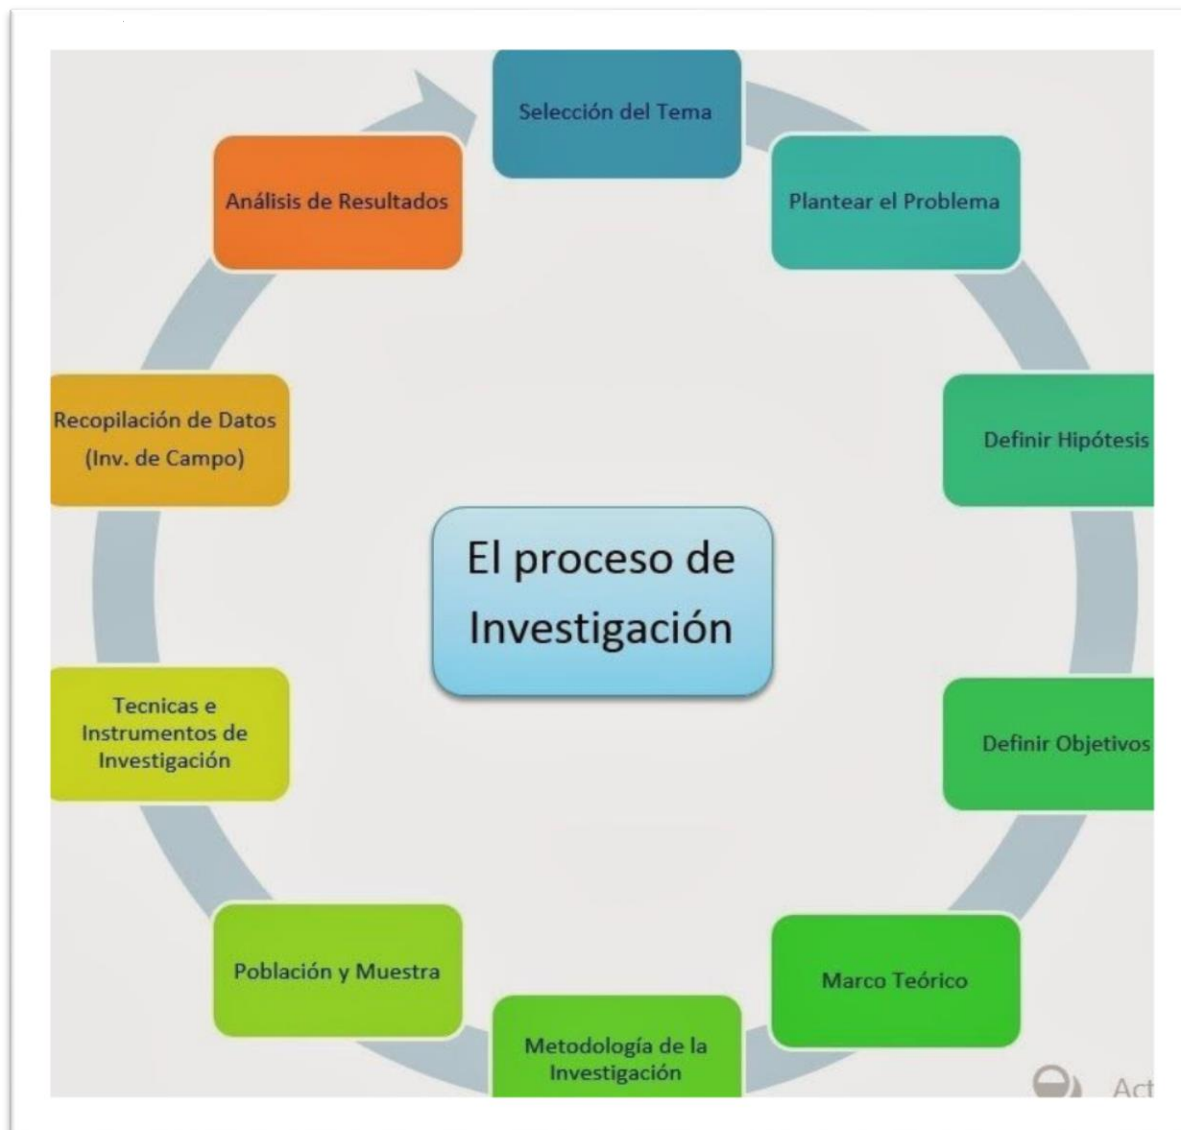 Selección del Tema
Plantear el Problema
Definir Hipótesis
Definir Objetivos
Marco Teórico
Metodología de la
Investigación
Población y Muestra
Tecnicas e
Instrumentos de
Investigación
Recopilación de Datos
(Inv. de Campo)
Análisis de Resultados
El proceso de
Investigación
Act